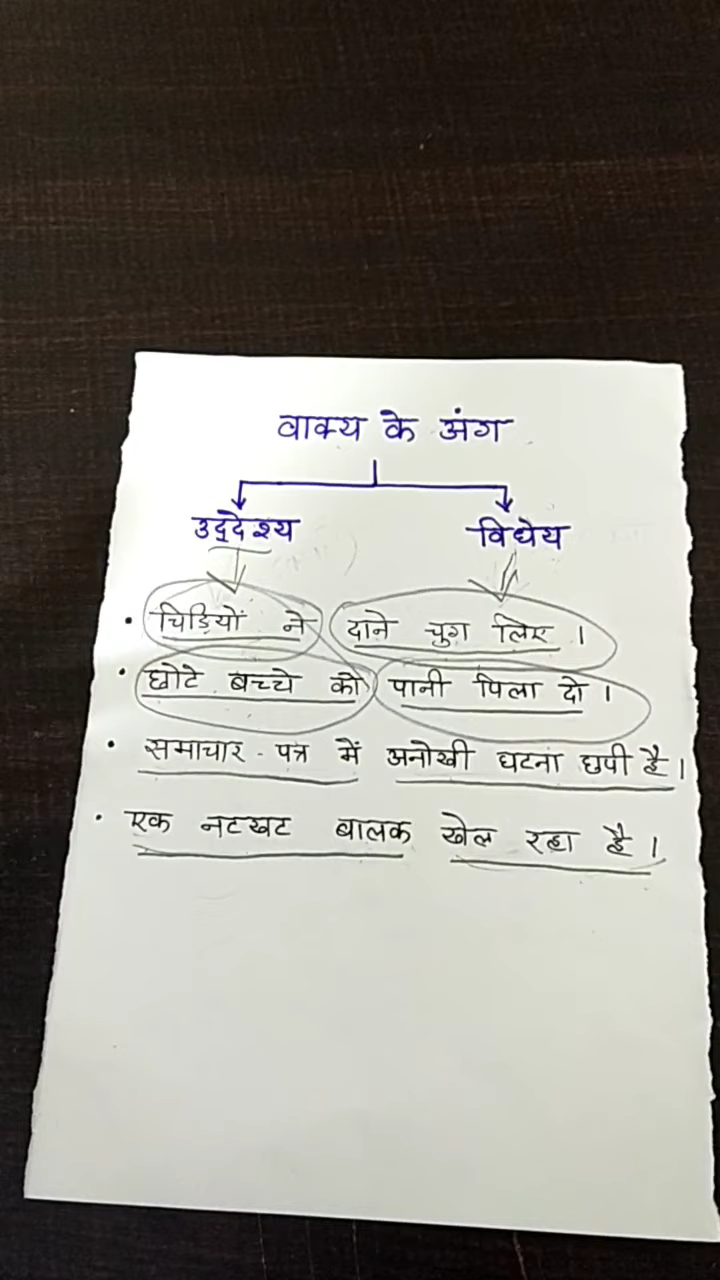 वाक्य के अंग
उद्देश्य विधेय
• चिड़ियों ने दाने चुग लिए ।
• छोटे बच्चे को पानी पिला दो ।
• समाचार - पत्र में अनोखी घटना छपी है ।
• एक नटखट बालक खेल रहा है ।